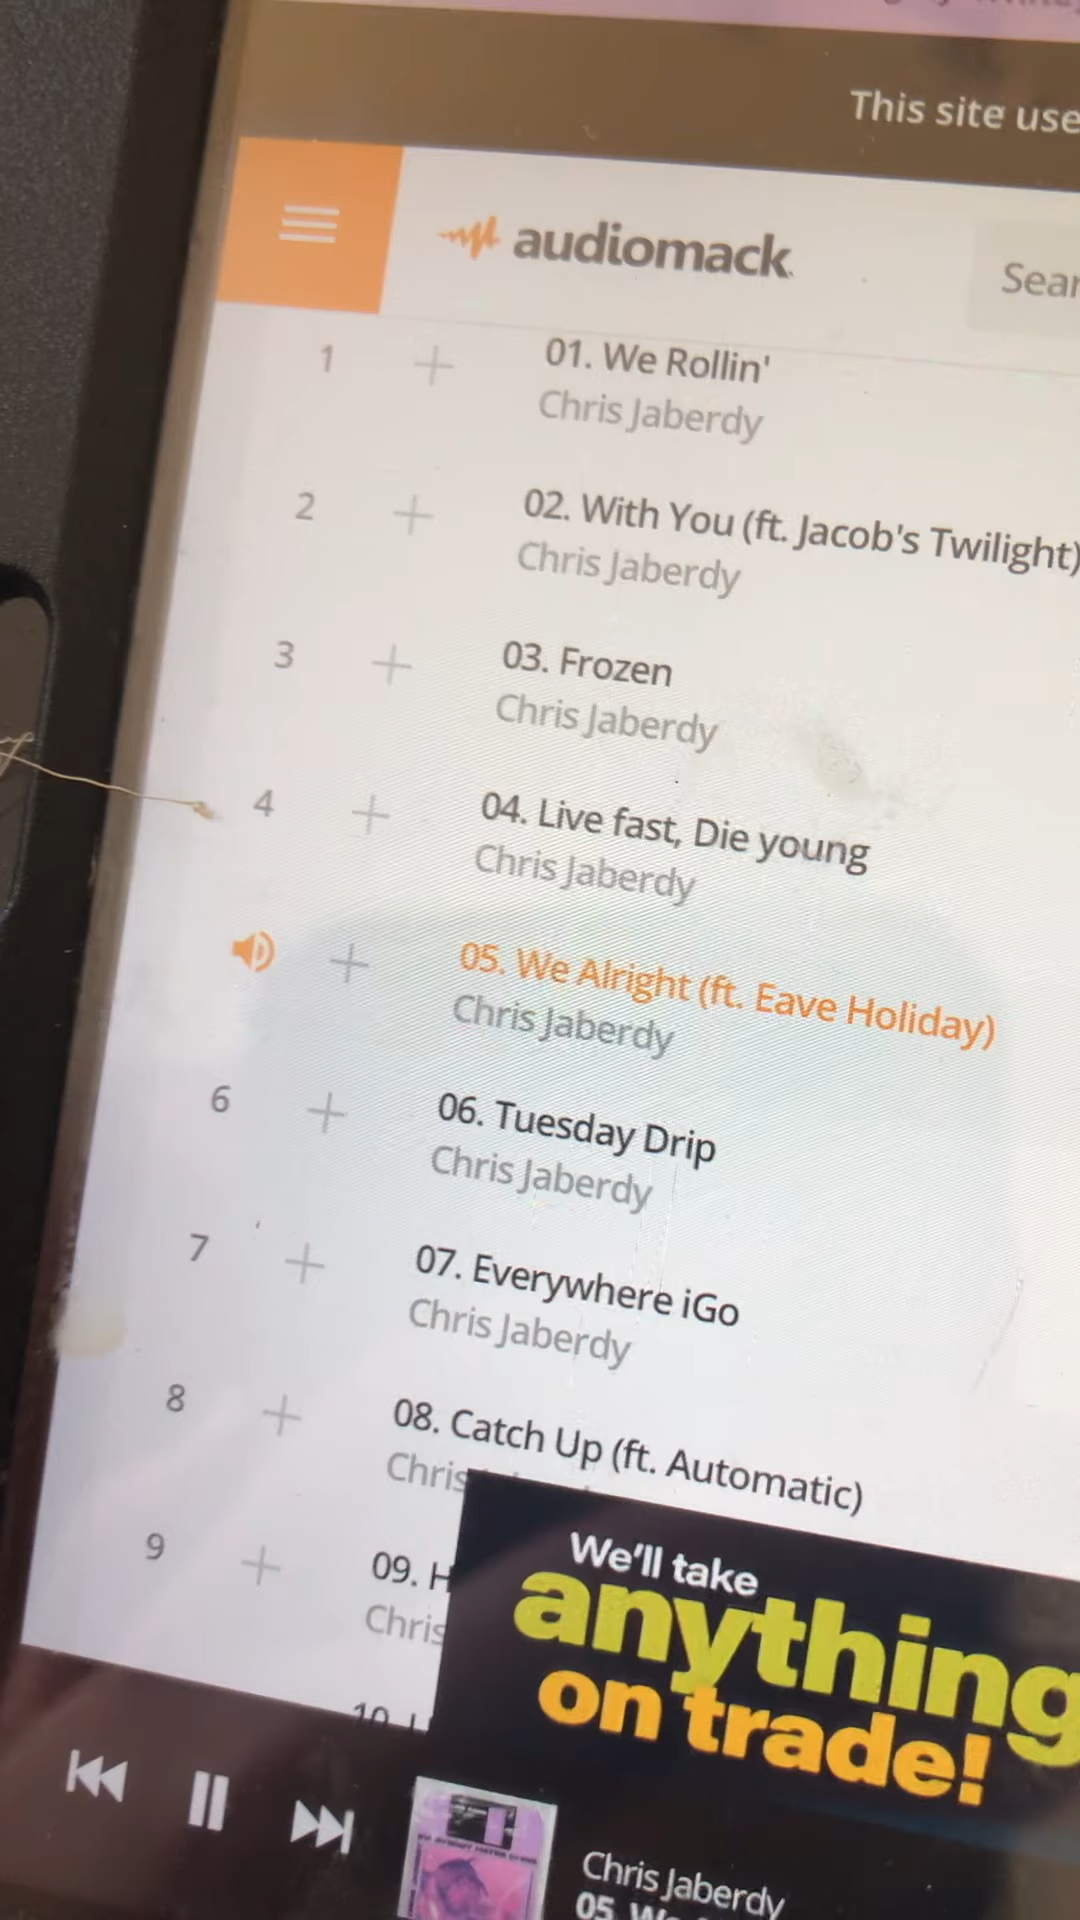 This site use
audiomack
Sear
1
01. We Rollin'
Chris Jaberdy
2
02. With You (ft. Jacob's Twilight)
Chris Jaberdy
3
03. Frozen
Chris Jaberdy
4
04. Live fast, Die young
Chris Jaberdy
05. We Alright (ft. Eave Holiday)
Chris Jaberdy
6
06. Tuesday Drip
Chris Jaberdy
7
07. Everywhere iGo
Chris Jaberdy
8
08. Catch Up (ft. Automatic)
Chris
9
09. H
Chris
10.
We'll take
anything
on trade!
Chris Jaberdy
05. We